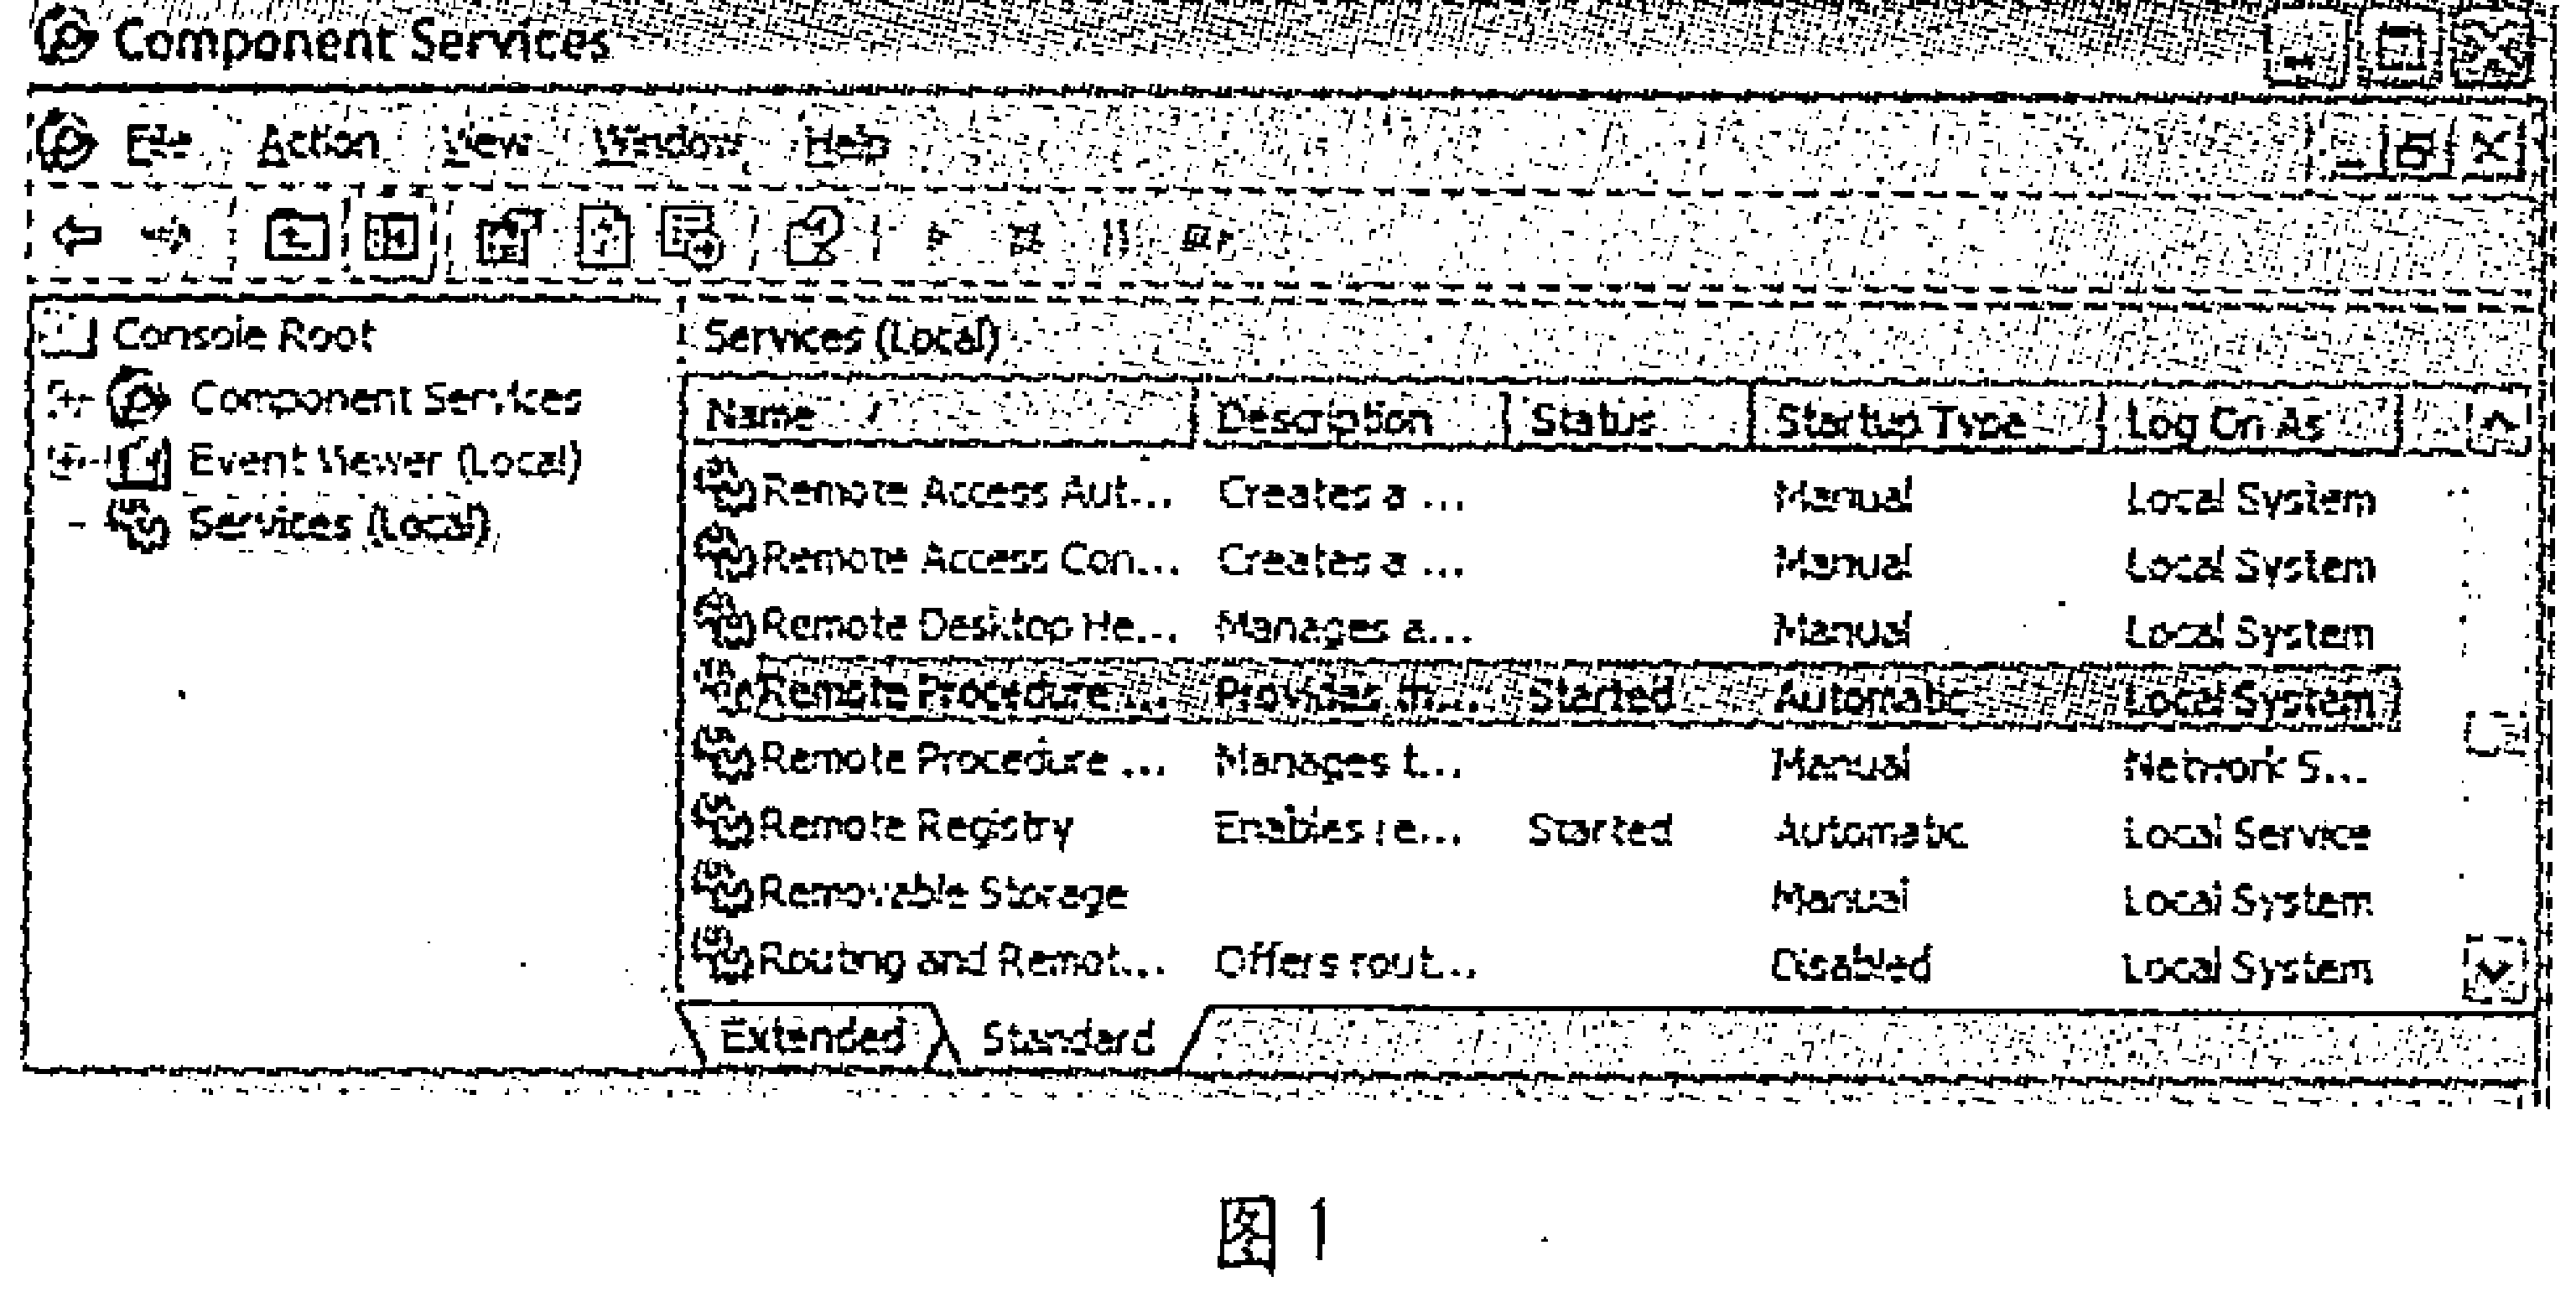 Component Services
File Action View Window Help
Console Root
Component Services
Event Viewer (Local)
Services (Local)
Services (Local)
Name Description Status Startup Type Log On As
Remote Access Aut... Creates a ... Manual Local System
Remote Access Con... Creates a ... Manual Local System
Remote Desktop He... Manages a... Manual Local System
Remote Procedure ... Provides th... Started Automatic Local System
Remote Procedure ... Manages t... Manual Network S...
Remote Registry Enables re... Started Automatic Local Service
Removable Storage Manual Local System
Routing and Remot... Offers rout... Disabled Local System
Extended Standard
图 1